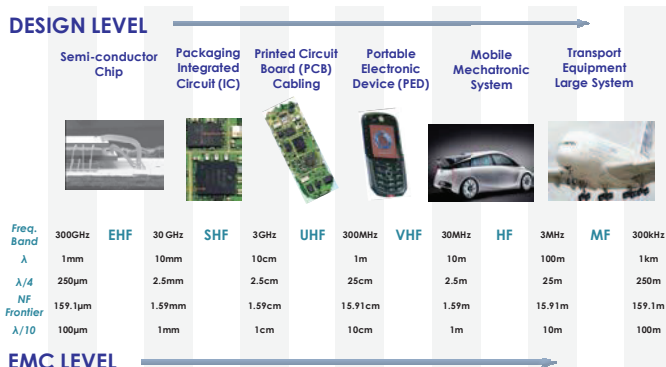 DESIGN LEVEL
Semi-conductor Chip
Packaging Integrated Circuit (IC)
Printed Circuit Board (PCB) Cabling
Portable Electronic Device (PED)
Mobile Mechatronic System
Transport Equipment Large System
Freq. Band 300GHz EHF 30 GHz SHF 3GHz UHF 300MHz VHF 30MHz HF 3MHz MF 300kHz
λ 1mm 10mm 10cm 1m 10m 100m 1km
λ/4 250µm 2.5mm 2.5cm 25cm 2.5m 25m 250m
NF Frontier 159.1µm 1.59mm 1.59cm 15.91cm 1.59m 15.91m 159.1m
λ/10 100µm 1mm 1cm 10cm 1m 10m 100m
EMC LEVEL